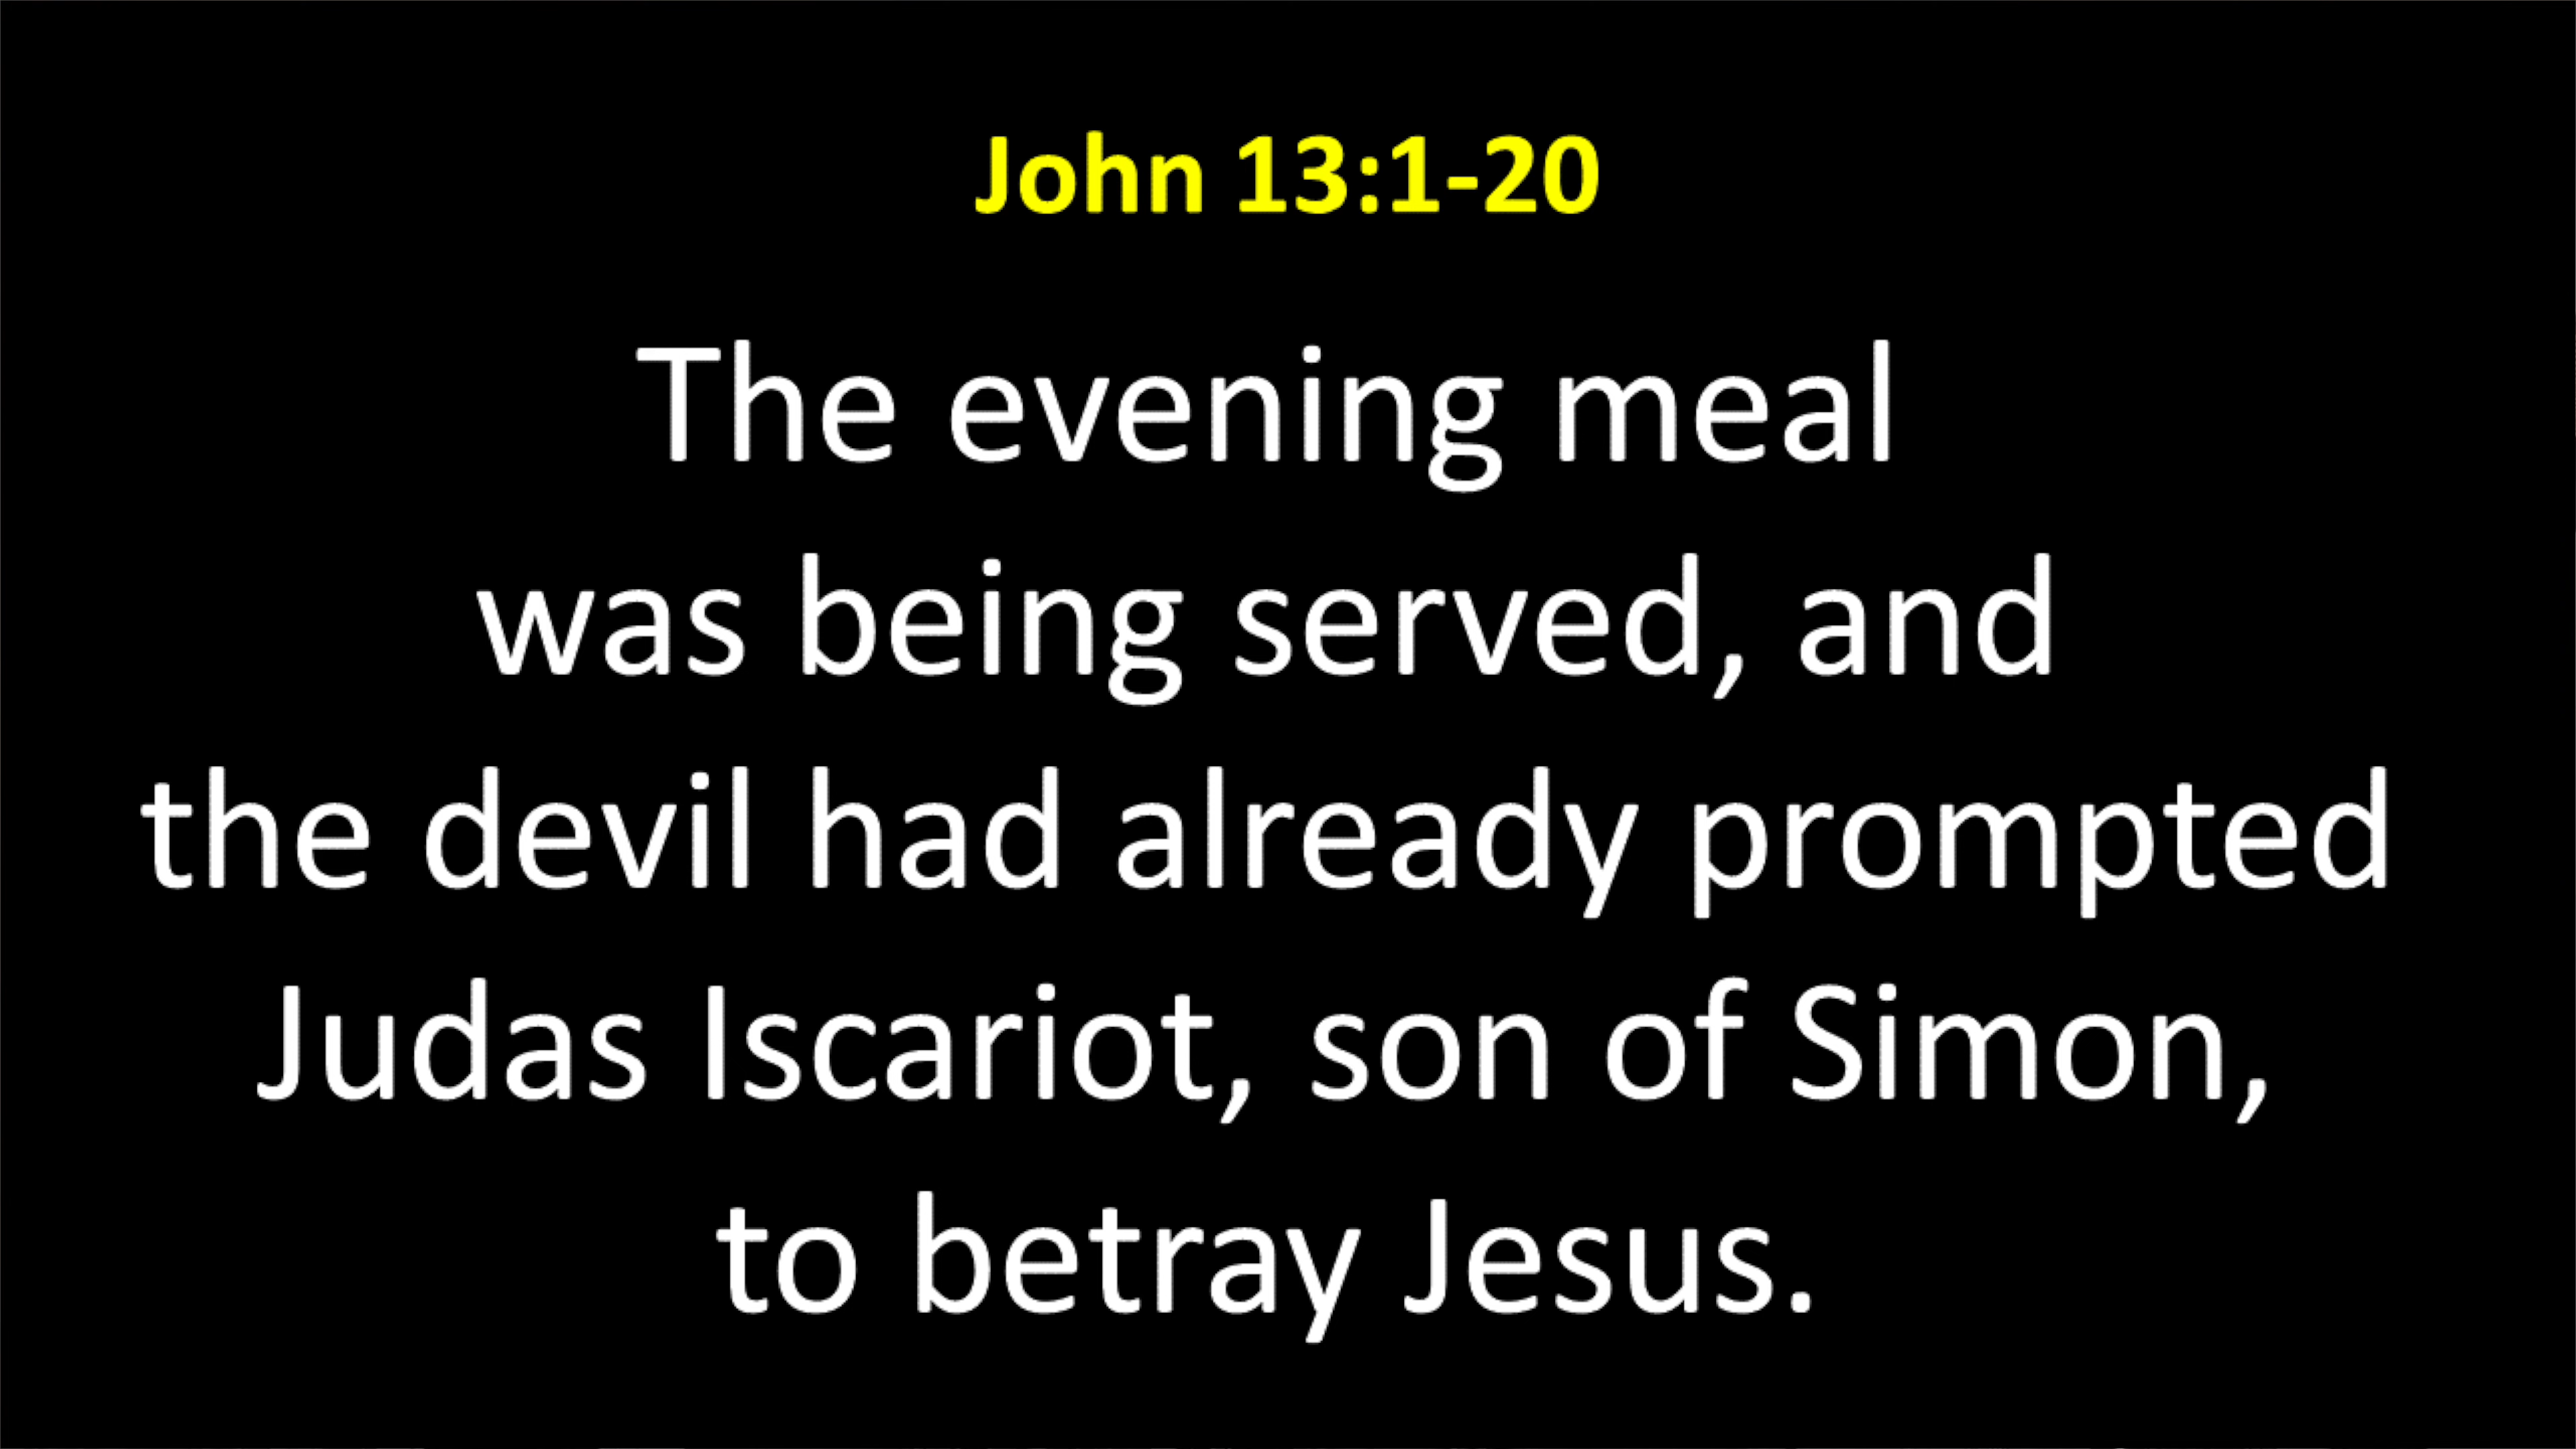 John 13:1-20
The evening meal
was being served, and
the devil had already prompted
Judas Iscariot, son of Simon,
to betray Jesus.